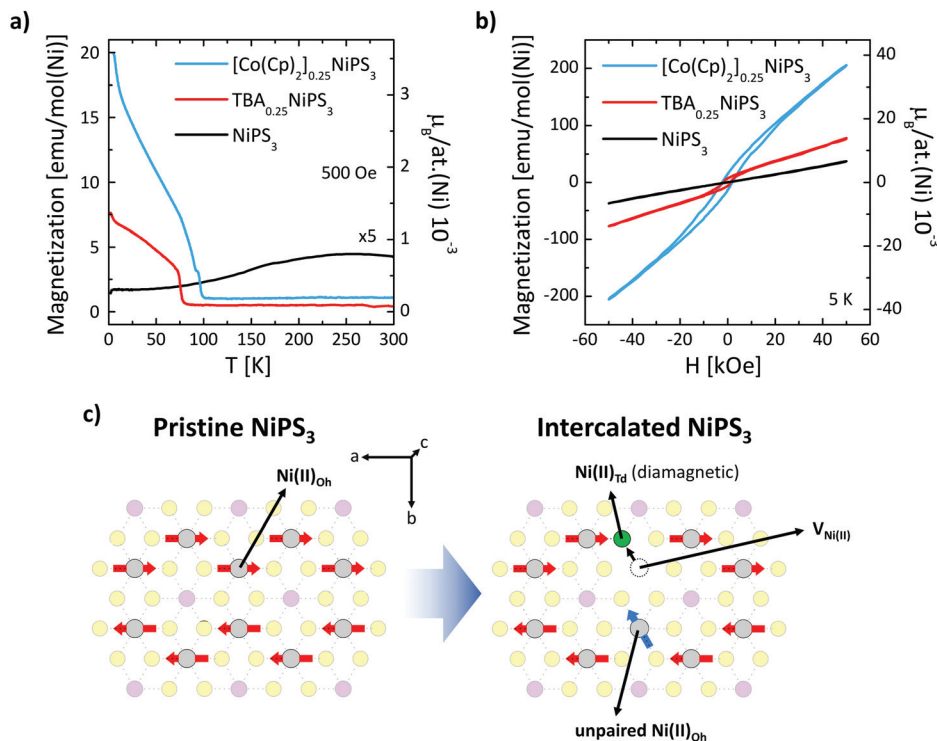 a)
Magnetization [emu/mol(Ni)]
20
15
10
5
0
[Co(Cp)₂]₀.₂₅NiPS₃
TBA₀.₂₅NiPS₃
NiPS₃
500 Oe
x5
3
2
1
0
μ_B/at.(Ni) 10⁻³
0 50 100 150 200 250 300
T [K]
b)
Magnetization [emu/mol(Ni)]
200
100
0
-100
-200
[Co(Cp)₂]₀.₂₅NiPS₃
TBA₀.₂₅NiPS₃
NiPS₃
5 K
40
20
0
-20
-40
μ_B/at.(Ni) 10⁻³
-60 -40 -20 0 20 40 60
H [kOe]
c)
Pristine NiPS₃
Ni(II)Oh
a
c
b
Intercalated NiPS₃
Ni(II)Td (diamagnetic)
V Ni(II)
unpaired Ni(II)Oh